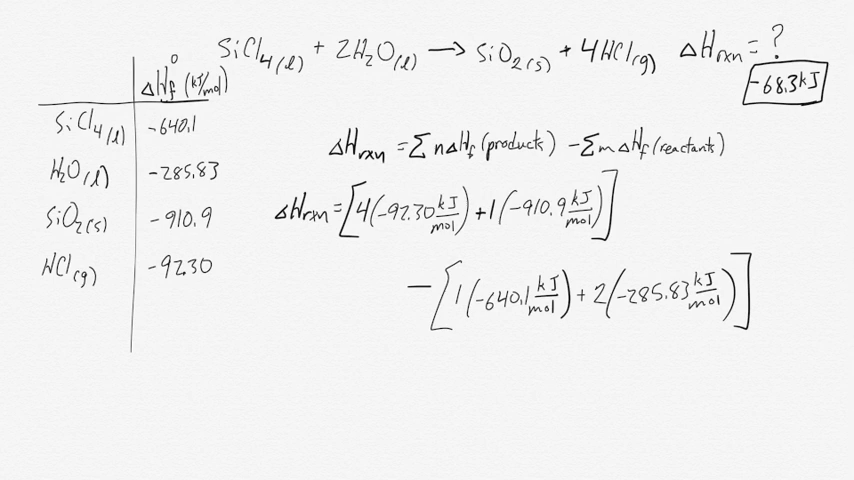 SiCl₄(l) + 2H₂O(l) → SiO₂(s) + 4HCl(g) ΔHrxn = ?
-68.3kJ
ΔHf° (kJ/mol)
SiCl₄(l) -640.1
H₂O(l) -285.83
SiO₂(s) -910.9
HCl(g) -92.30
ΔHrxn = ∑nΔHf(products) - ∑mΔHf(reactants)
ΔHrxn = [4(-92.30 kJ/mol) + 1(-910.9 kJ/mol)]
- [1(-640.1 kJ/mol) + 2(-285.83 kJ/mol)]